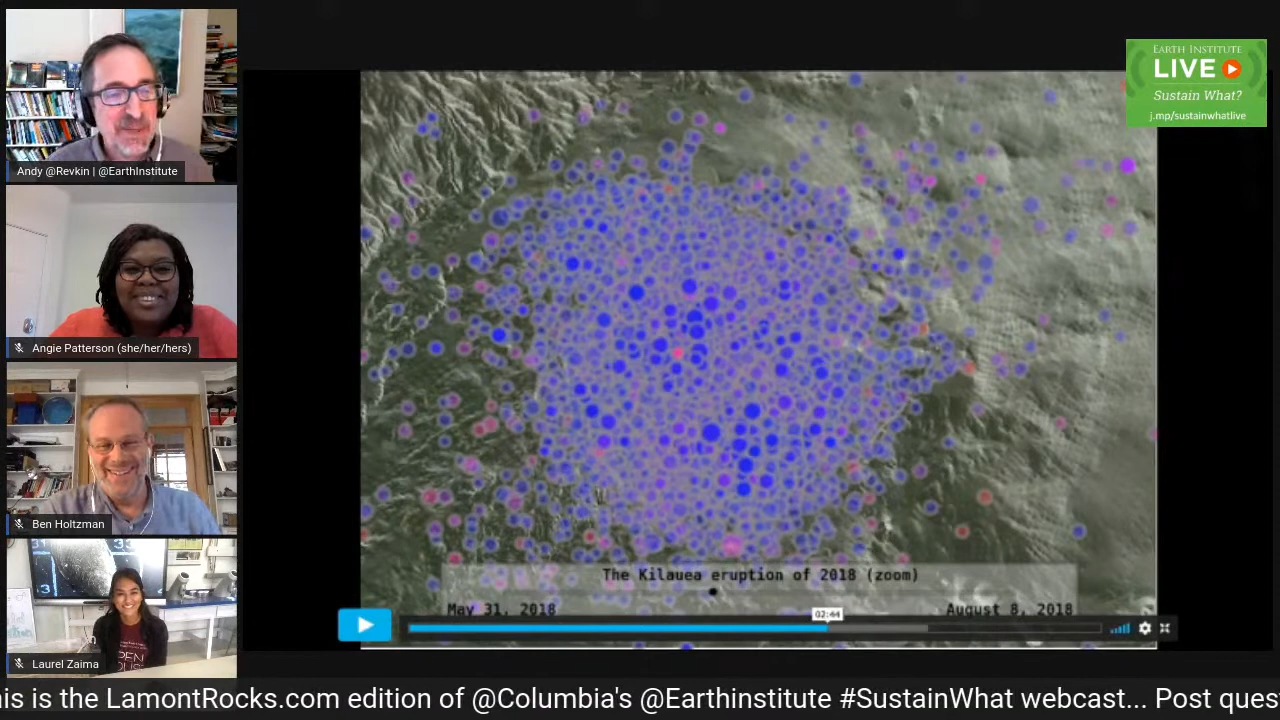 EARTH INSTITUTE
LIVE
Sustain What?
j.mp/sustainwhatlive
Andy @Revkin | @EarthInstitute
Angie Patterson (she/her/hers)
Ben Holtzman
Laurel Zaima
The Kilauea eruption of 2018 (zoom)
May 31, 2018
August 8, 2018
02:44
is is the LamontRocks.com edition of @Columbia's @Earthinstitute #SustainWhat webcast... Post ques